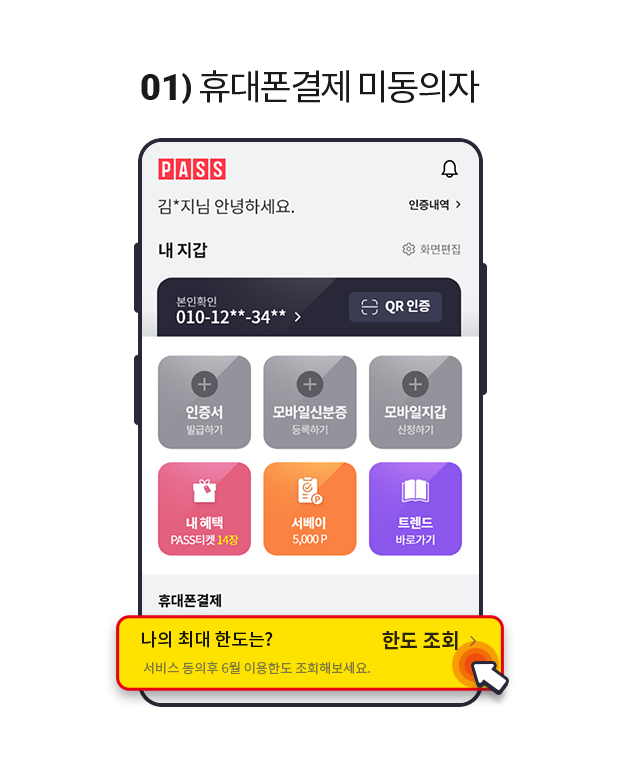 01) 휴대폰결제 미동의자
PASS
김*지님 안녕하세요.
인증내역 >
내 지갑
화면편집
본인확인
010-12**-34** >
QR 인증
인증서
발급하기
모바일신분증
등록하기
모바일지갑
신청하기
내 혜택
PASS티켓 14장
서베이
5,000 P
트렌드
바로가기
휴대폰결제
나의 최대 한도는?
한도 조회 >
서비스 동의후 6월 이용한도 조회해보세요.